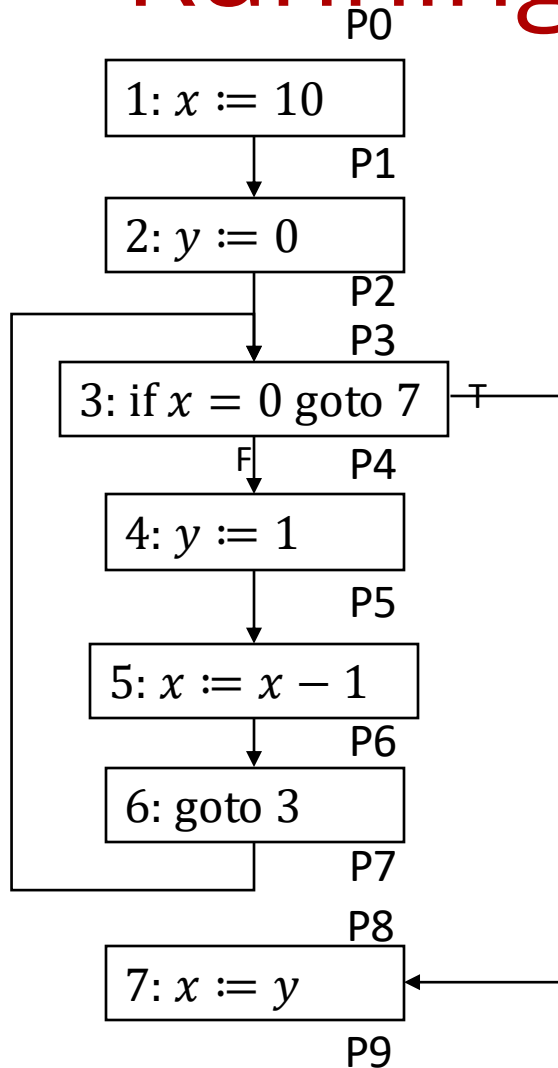 P0
1: x := 10
P1
2: y := 0
P2
P3
3: if x = 0 goto 7
T
F
P4
4: y := 1
P5
5: x := x − 1
P6
6: goto 3
P7
P8
7: x := y
P9